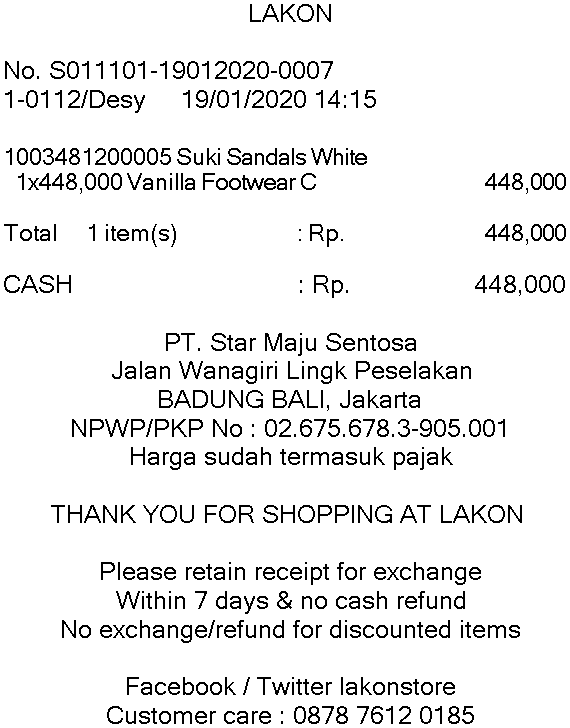 LAKON
No. S011101-19012020-0007
1-0112/Desy 19/01/2020 14:15
1003481200005 Suki Sandals White
1x448,000 Vanilla Footwear C 448,000
Total 1 item(s) : Rp. 448,000
CASH : Rp. 448,000
PT. Star Maju Sentosa
Jalan Wanagiri Lingk Peselakan
BADUNG BALI, Jakarta
NPWP/PKP No : 02.675.678.3-905.001
Harga sudah termasuk pajak
THANK YOU FOR SHOPPING AT LAKON
Please retain receipt for exchange
Within 7 days & no cash refund
No exchange/refund for discounted items
Facebook / Twitter lakonstore
Customer care : 0878 7612 0185